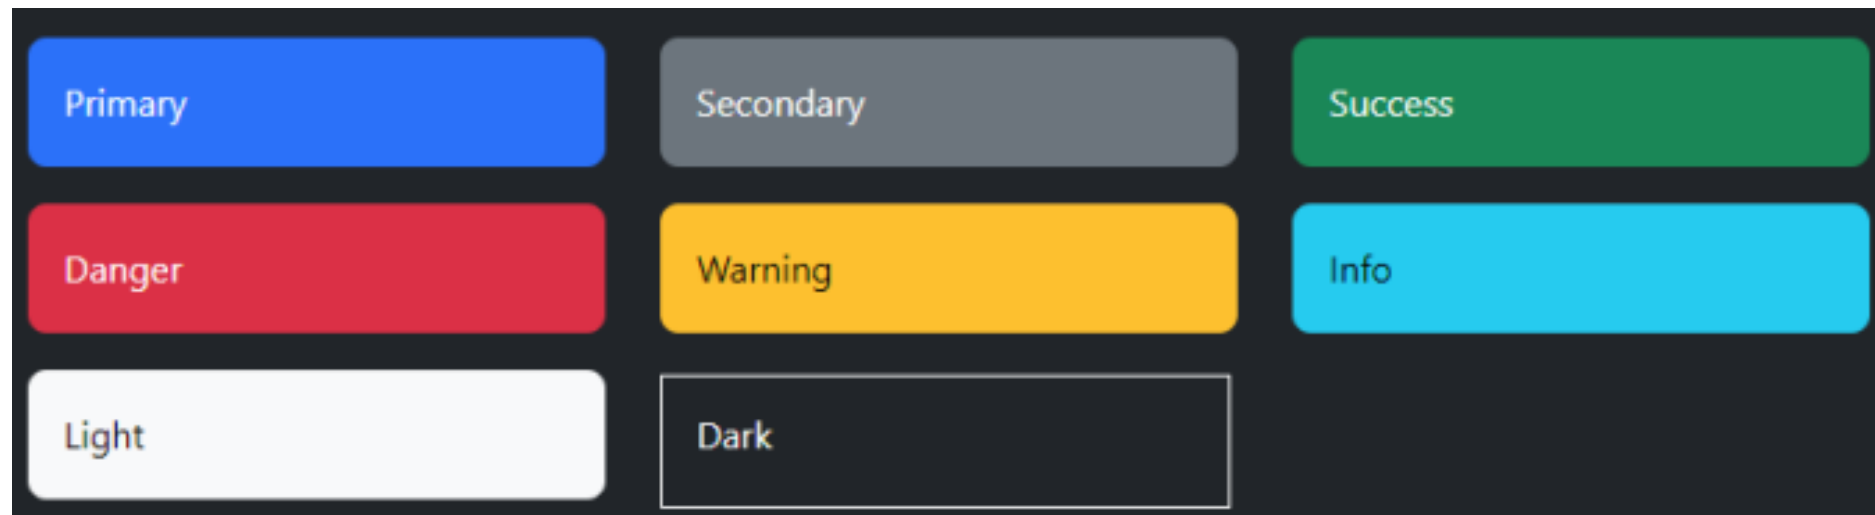 Primary
Secondary
Success
Danger
Warning
Info
Light
Dark